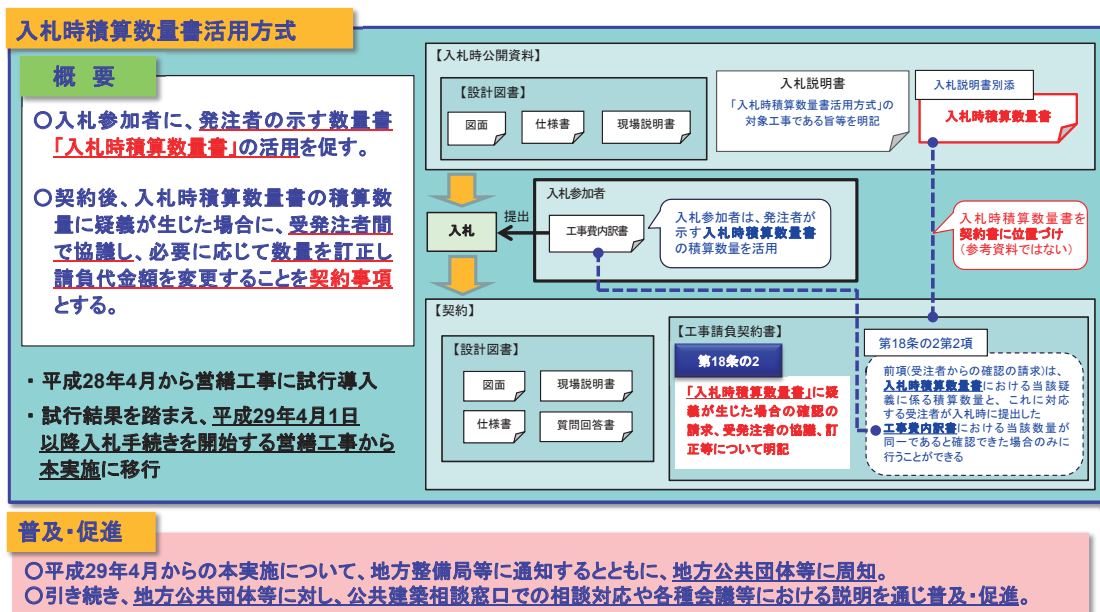 入札時積算数量書活用方式
概 要
○入札参加者に、発注者の示す数量書
「入札時積算数量書」の活用を促す。
○契約後、入札時積算数量書の積算数
量に疑義が生じた場合に、受発注者間
で協議し、必要に応じて数量を訂正し
請負代金額を変更することを契約事項
とする。
・平成28年4月から営繕工事に試行導入
・試行結果を踏まえ、平成29年4月1日
以降入札手続きを開始する営繕工事から
本実施に移行
【入札時公開資料】
【設計図書】
図面
仕様書
現場説明書
入札説明書
「入札時積算数量書活用方式」の
対象工事である旨等を明記
入札説明書別添
入札時積算数量書
入札
提出
入札参加者
工事費内訳書
入札参加者は、発注者が
示す入札時積算数量書
の積算数量を活用
入札時積算数量書を
契約書に位置づけ
(参考資料ではない)
【契約】
【設計図書】
図面
現場説明書
仕様書
質問回答書
【工事請負契約書】
第18条の2
「入札時積算数量書」に疑
義が生じた場合の確認の
請求、受発注者の協議、訂
正等について明記
第18条の2第2項
前項(受注者からの確認の請求)は、
入札時積算数量書における当該疑
義に係る積算数量と、これに対応
する受注者が入札時に提出した
工事費内訳書における当該数量が
同一であると確認できた場合のみに
行うことができる
普及・促進
○平成29年4月からの本実施について、地方整備局等に通知するとともに、地方公共団体等に周知。
○引き続き、地方公共団体等に対し、公共建築相談窓口での相談対応や各種会議等における説明を通じ普及・促進。